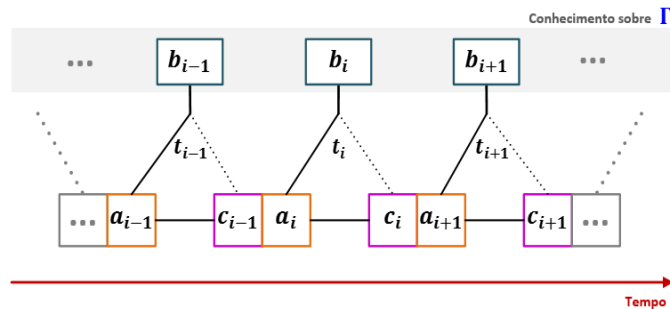 Conhecimento sobre Γ
... b_{i−1} b_i b_{i+1} ...
t_{i−1} t_i t_{i+1}
... a_{i−1} c_{i−1} a_i c_i a_{i+1} c_{i+1} ...
Tempo